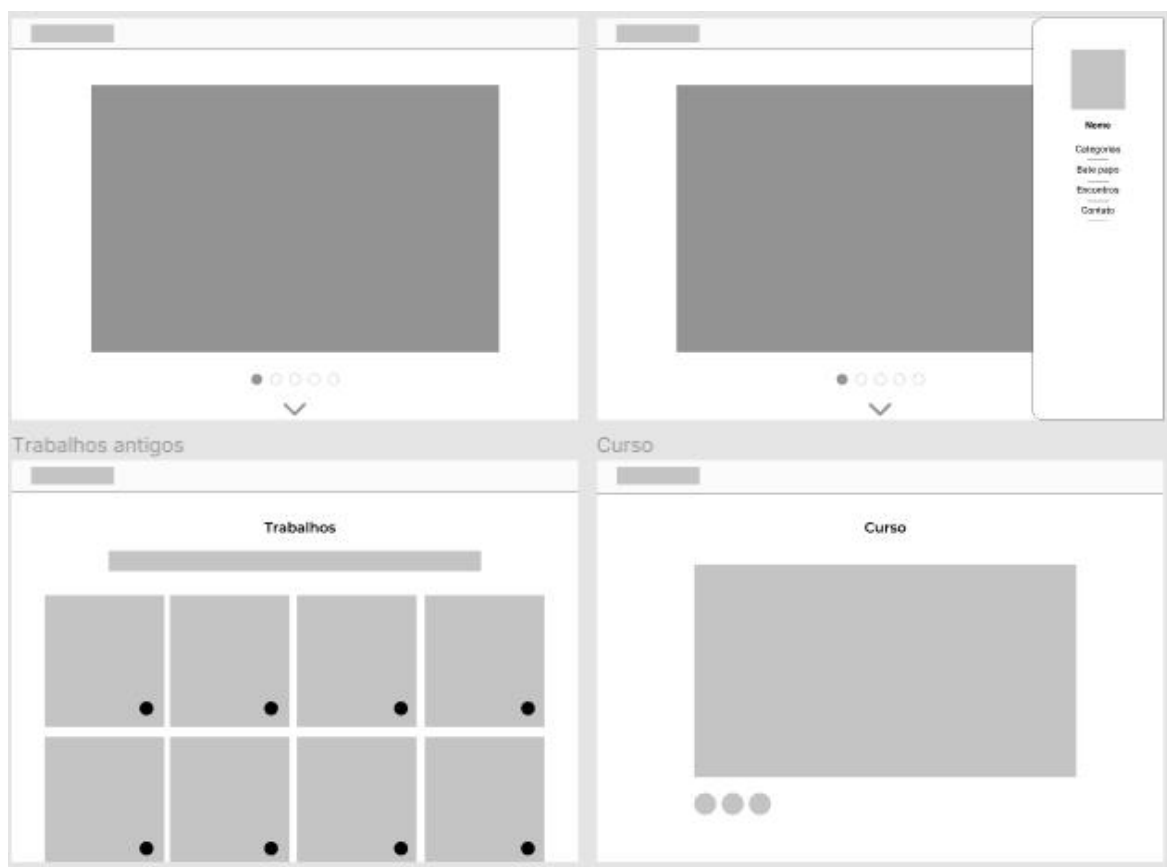 Nome
Categorias
Bate papo
Encontros
Contato
Trabalhos antigos
Curso
Trabalhos
Curso